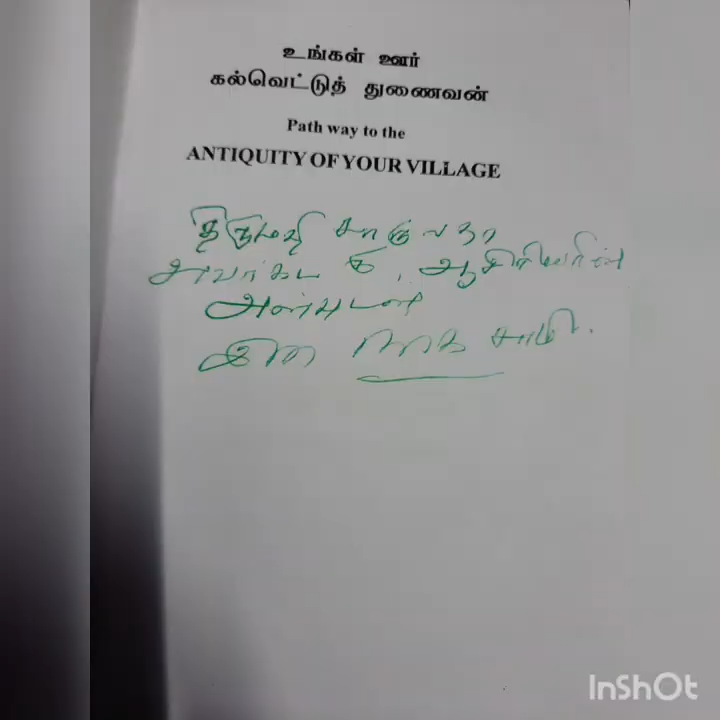 உங்கள் ஊர்
கல்வெட்டுத் துணைவன்
Path way to the
ANTIQUITY OF YOUR VILLAGE
திருமதி சாருலதா
அவர்கட்கு, ஆசிரியரின்
அன்புடன்
இரா நாகசாமி.
InShOt